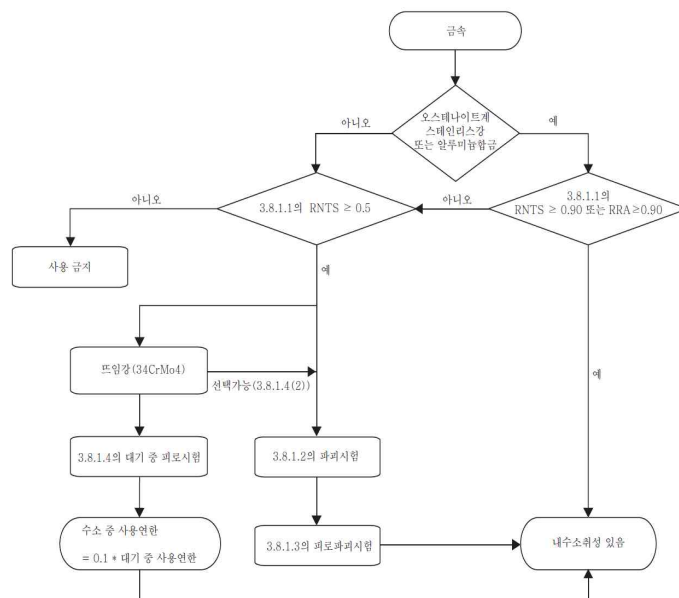 금속
오스테나이트계
스테인리스강
또는 알루미늄합금
아니오
예
3.8.1.1의
RNTS ≥ 0.90 또는 RRA≥0.90
아니오
3.8.1.1의 RNTS ≥ 0.5
아니오
사용 금지
예
뜨임강(34CrMo4)
선택가능(3.8.1.4(2))
예
3.8.1.4의 대기 중 피로시험
3.8.1.2의 파괴시험
수소 중 사용연한
= 0.1 * 대기 중 사용연한
3.8.1.3의 피로파괴시험
내수소취성 있음